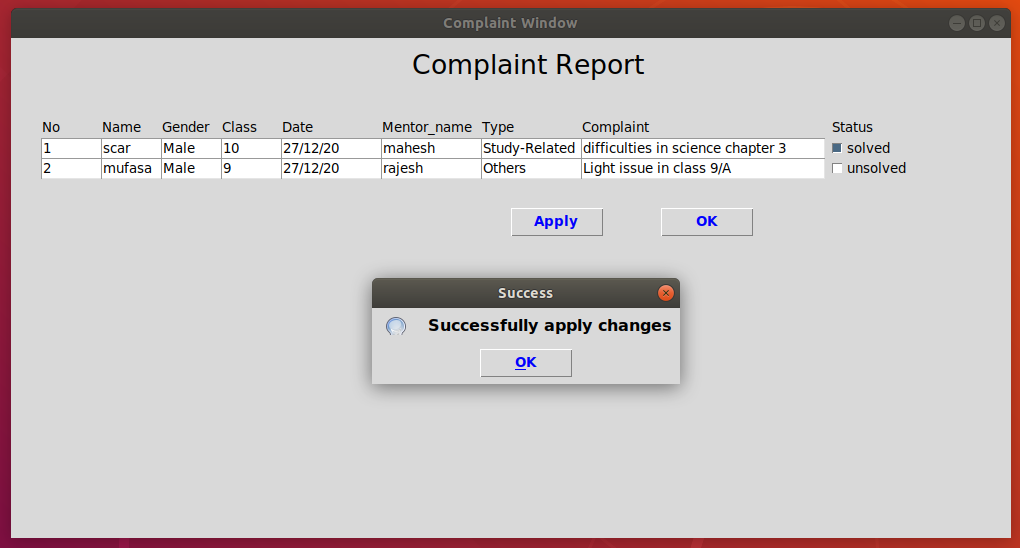 Complaint Window
Complaint Report
No Name Gender Class Date Mentor_name Type Complaint Status
1 scar Male 10 27/12/20 mahesh Study-Related difficulties in science chapter 3 solved
2 mufasa Male 9 27/12/20 rajesh Others Light issue in class 9/A unsolved
Apply OK
Success
Successfully apply changes
OK